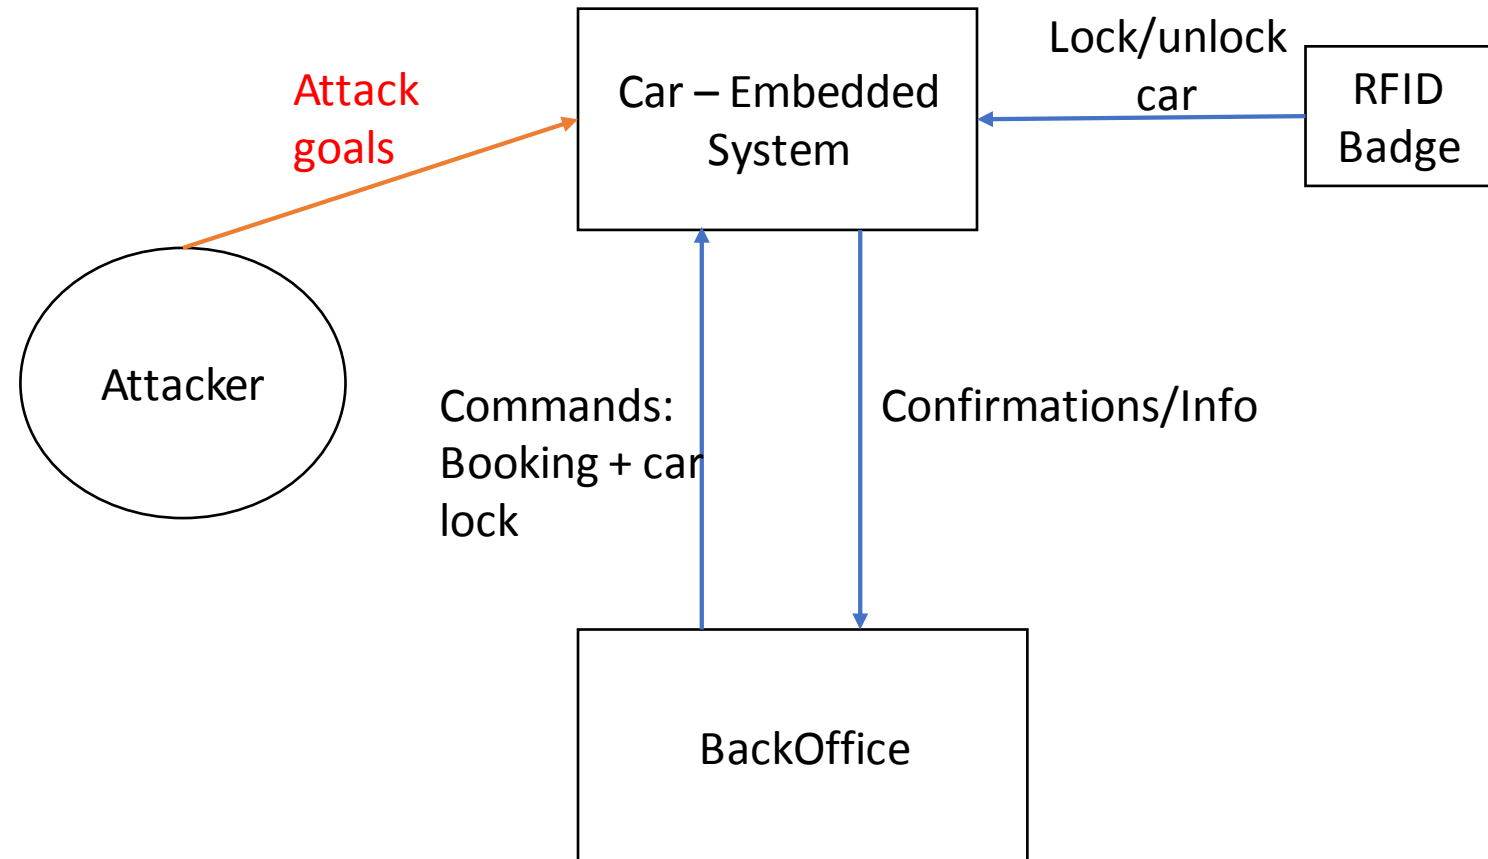 Attack
goals
Car – Embedded
System
Lock/unlock
car
RFID
Badge
Attacker
Commands:
Booking + car
lock
Confirmations/Info
BackOffice